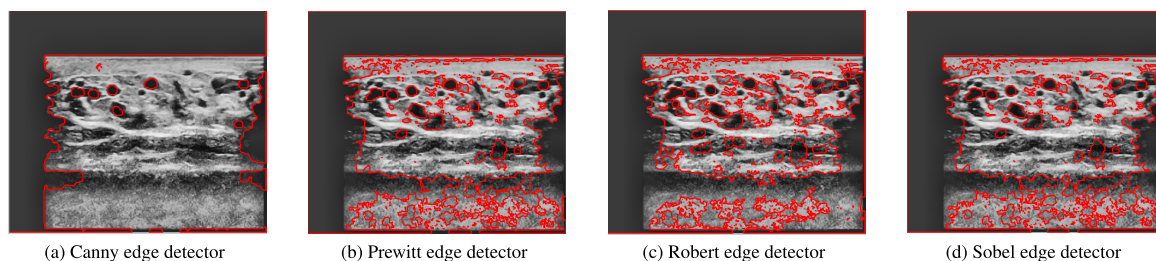 (a) Canny edge detector
(b) Prewitt edge detector
(c) Robert edge detector
(d) Sobel edge detector